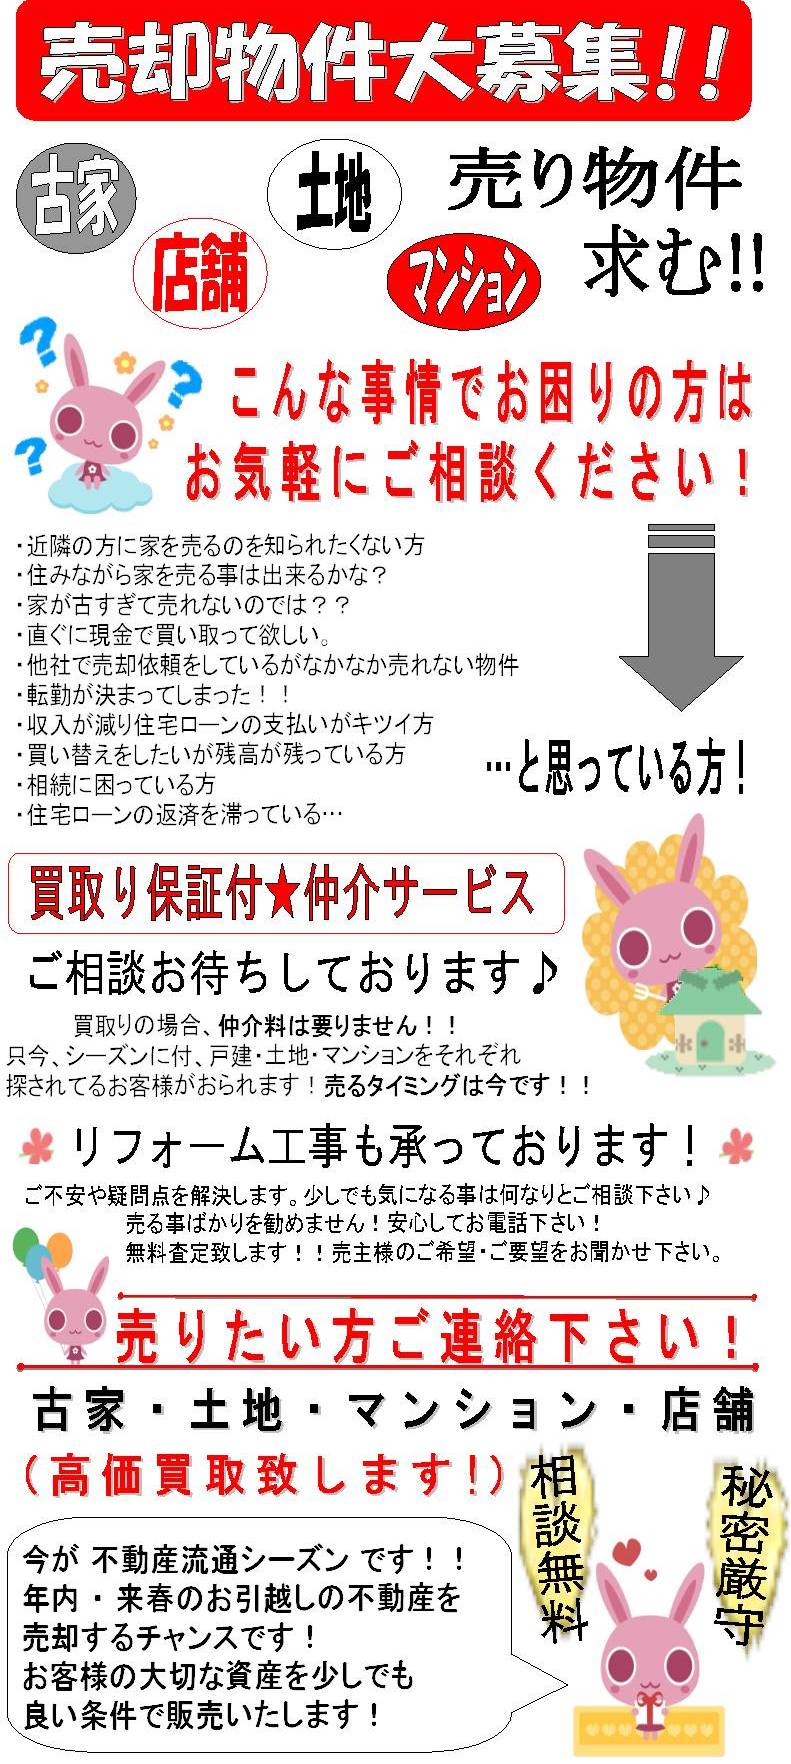 売却物件大募集!!
古家
土地
店舗
マンション
売り物件
求む!!
?
?
?
こんな事情でお困りの方は
お気軽にご相談ください！
・近隣の方に家を売るのを知られたくない方
・住みながら家を売る事は出来るかな？
・家が古すぎて売れないのでは？？
・直ぐに現金で買い取って欲しい。
・他社で売却依頼をしているがなかなか売れない物件
・転勤が決まってしまった！！
・収入が減り住宅ローンの支払いがキツイ方
・買い替えをしたいが残高が残っている方
・相続に困っている方
・住宅ローンの返済を滞っている…
…と思っている方！
買取り保証付★仲介サービス
ご相談お待ちしております♪
買取りの場合、仲介料は要りません！！
只今、シーズンに付、戸建・土地・マンションをそれぞれ
探されてるお客様がおられます！売るタイミングは今です！！
リフォーム工事も承っております！
ご不安や疑問点を解決します。少しでも気になる事は何なりとご相談下さい♪
売る事ばかりを勧めません！安心してお電話下さい！
無料査定致します！！売主様のご希望・ご要望をお聞かせ下さい。
売りたい方ご連絡下さい！
古家・土地・マンション・店舗
(高価買取致します!)
相談無料
秘密厳守
今が 不動産流通シーズン です！！
年内・来春のお引越しの不動産を
売却するチャンスです！
お客様の大切な資産を少しでも
良い条件で販売いたします！